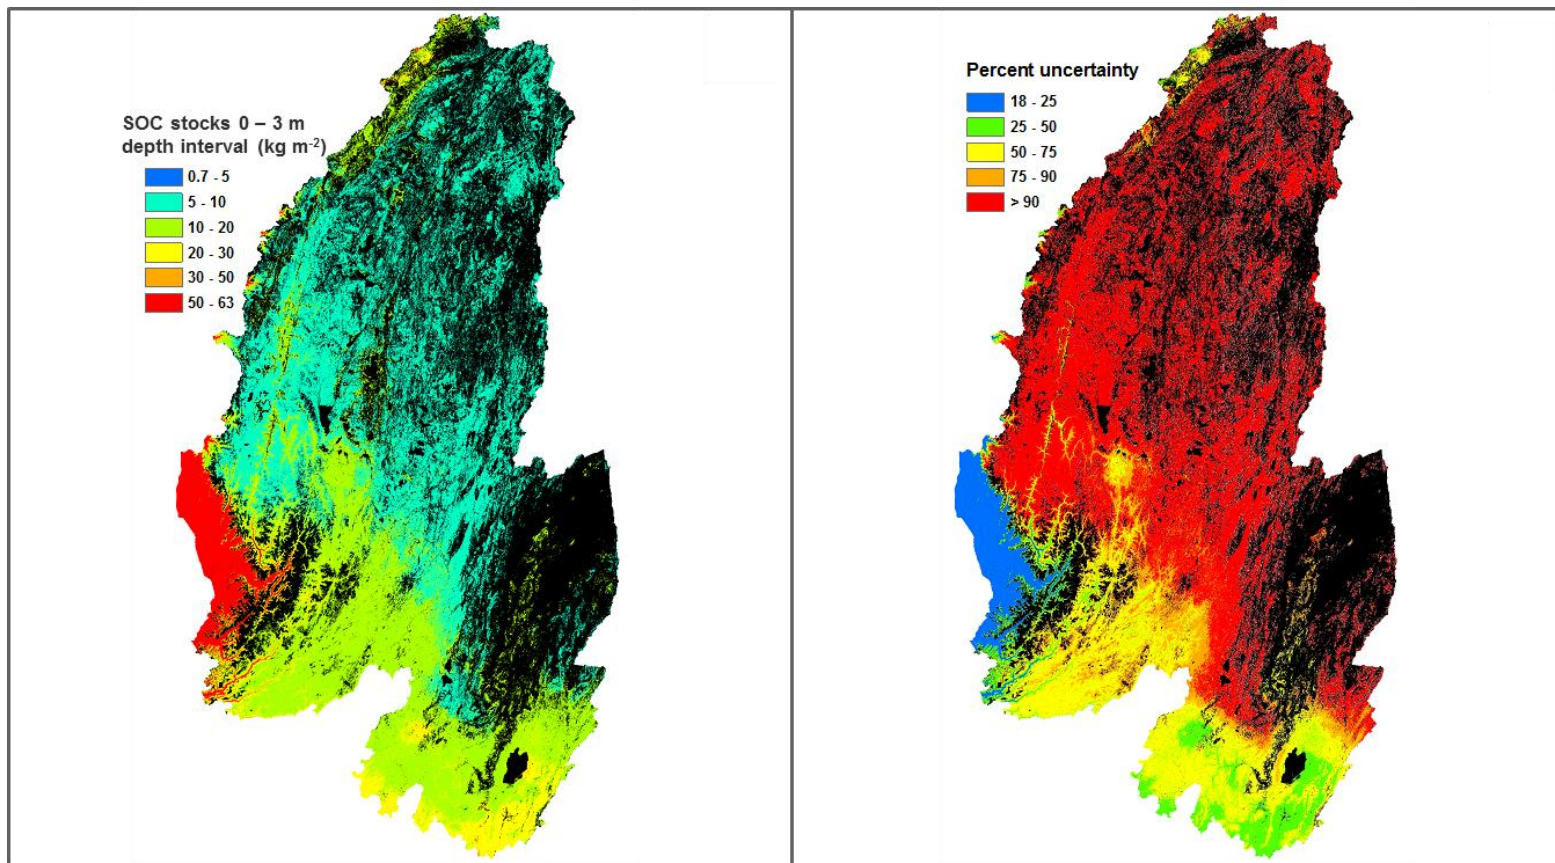 SOC stocks 0 – 3 m
depth interval (kg m-2)
0.7 - 5
5 - 10
10 - 20
20 - 30
30 - 50
50 - 63
Percent uncertainty
18 - 25
25 - 50
50 - 75
75 - 90
> 90